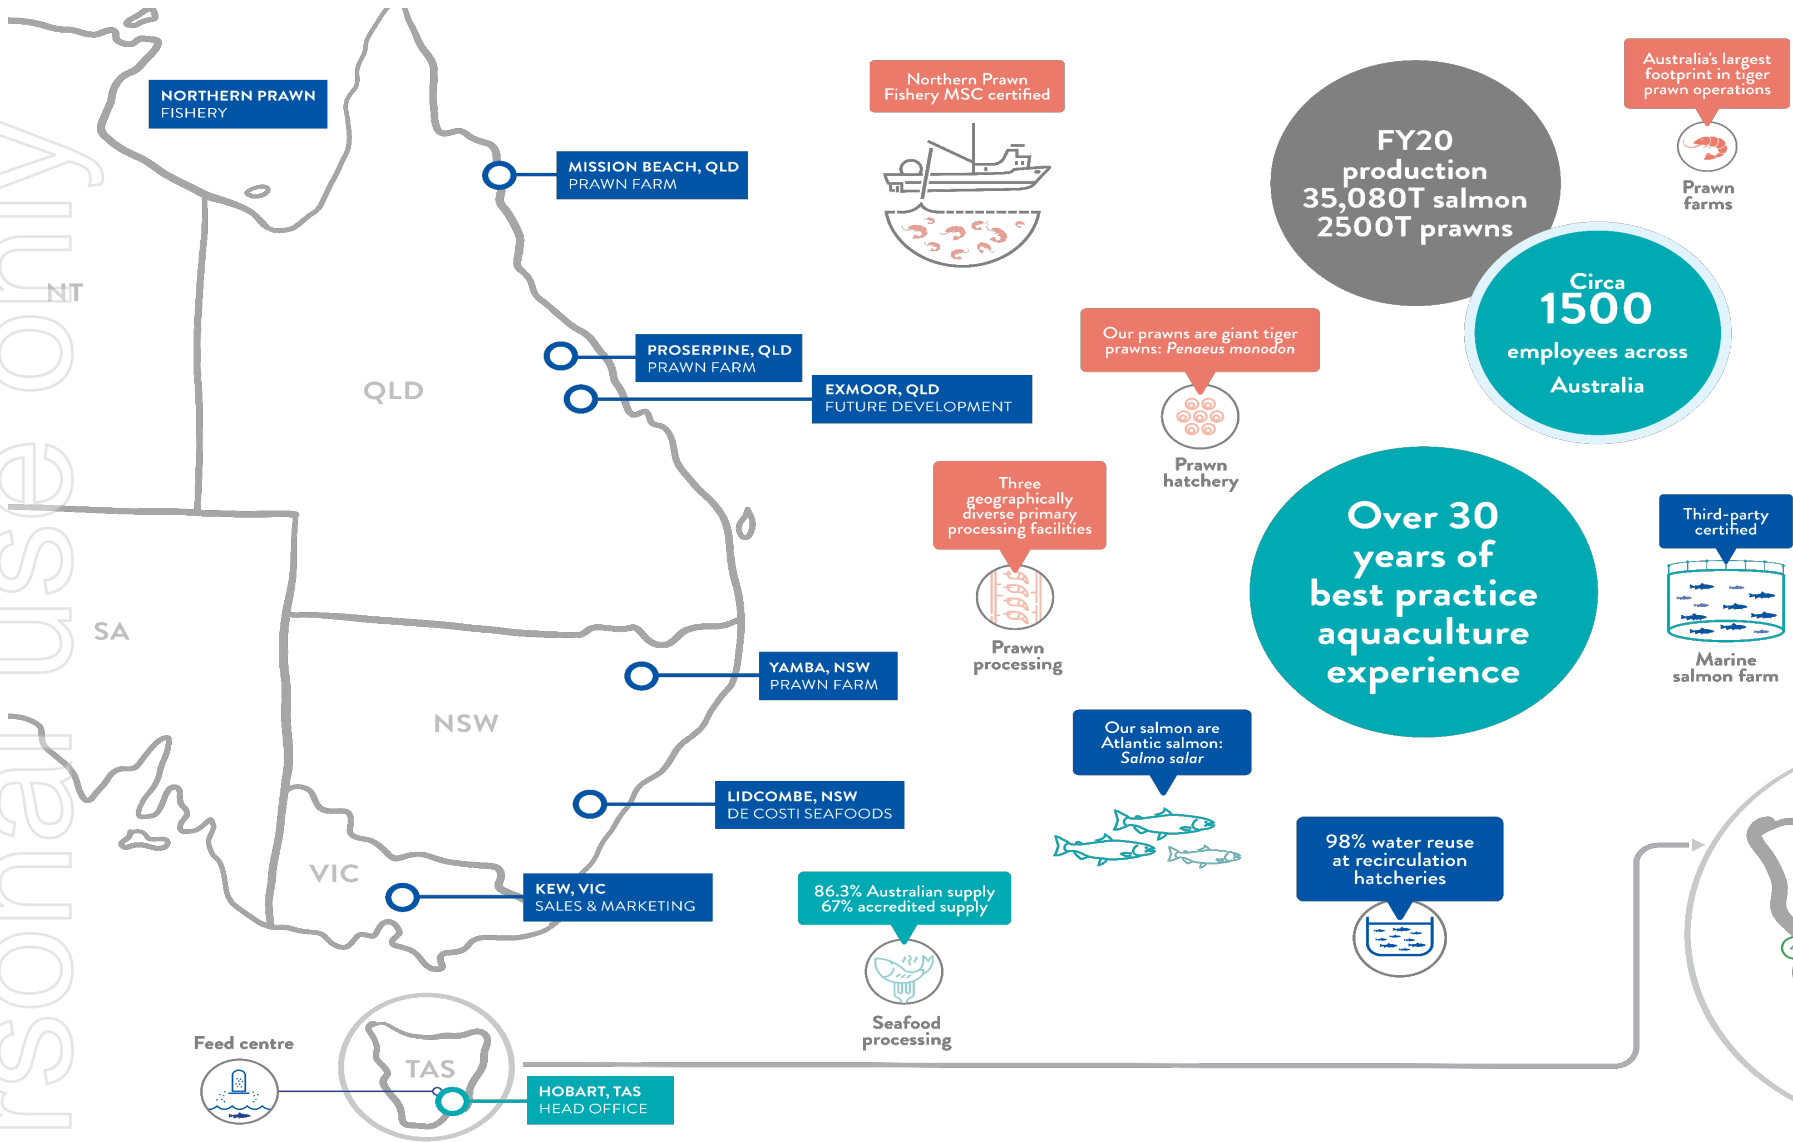 rsonal use only
NORTHERN PRAWN
FISHERY
MISSION BEACH, QLD
PRAWN FARM
NT
PROSERPINE, QLD
PRAWN FARM
QLD
EXMOOR, QLD
FUTURE DEVELOPMENT
SA
YAMBA, NSW
PRAWN FARM
NSW
LIDCOMBE, NSW
DE COSTI SEAFOODS
VIC
KEW, VIC
SALES & MARKETING
Feed centre
TAS
HOBART, TAS
HEAD OFFICE
Northern Prawn
Fishery MSC certified
FY20
production
35,080T salmon
2500T prawns
Australia's largest
footprint in tiger
prawn operations
Prawn
farms
Circa
1500
employees across
Australia
Our prawns are giant tiger
prawns: Penaeus monodon
Prawn
hatchery
Three
geographically
diverse primary
processing facilities
Prawn
processing
Over 30
years of
best practice
aquaculture
experience
Third-party
certified
Marine
salmon farm
Our salmon are
Atlantic salmon:
Salmo salar
98% water reuse
at recirculation
hatcheries
86.3% Australian supply
67% accredited supply
Seafood
processing